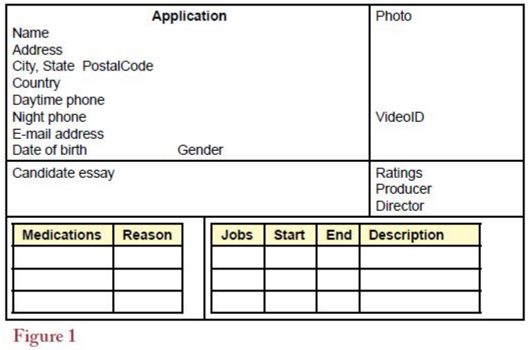 Application
Name
Address
City, State PostalCode
Country
Daytime phone
Night phone
E-mail address
Date of birth Gender
Photo
VideoID
Candidate essay
Ratings
Producer
Director
Medications Reason
Jobs Start End Description
Figure 1